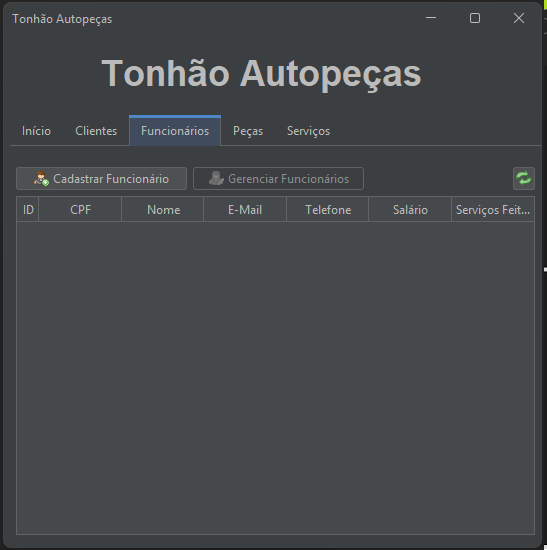 Tonhão Autopeças
Tonhão Autopeças
Início Clientes Funcionários Peças Serviços
Cadastrar Funcionário Gerenciar Funcionários
ID CPF Nome E-Mail Telefone Salário Serviços Feit...